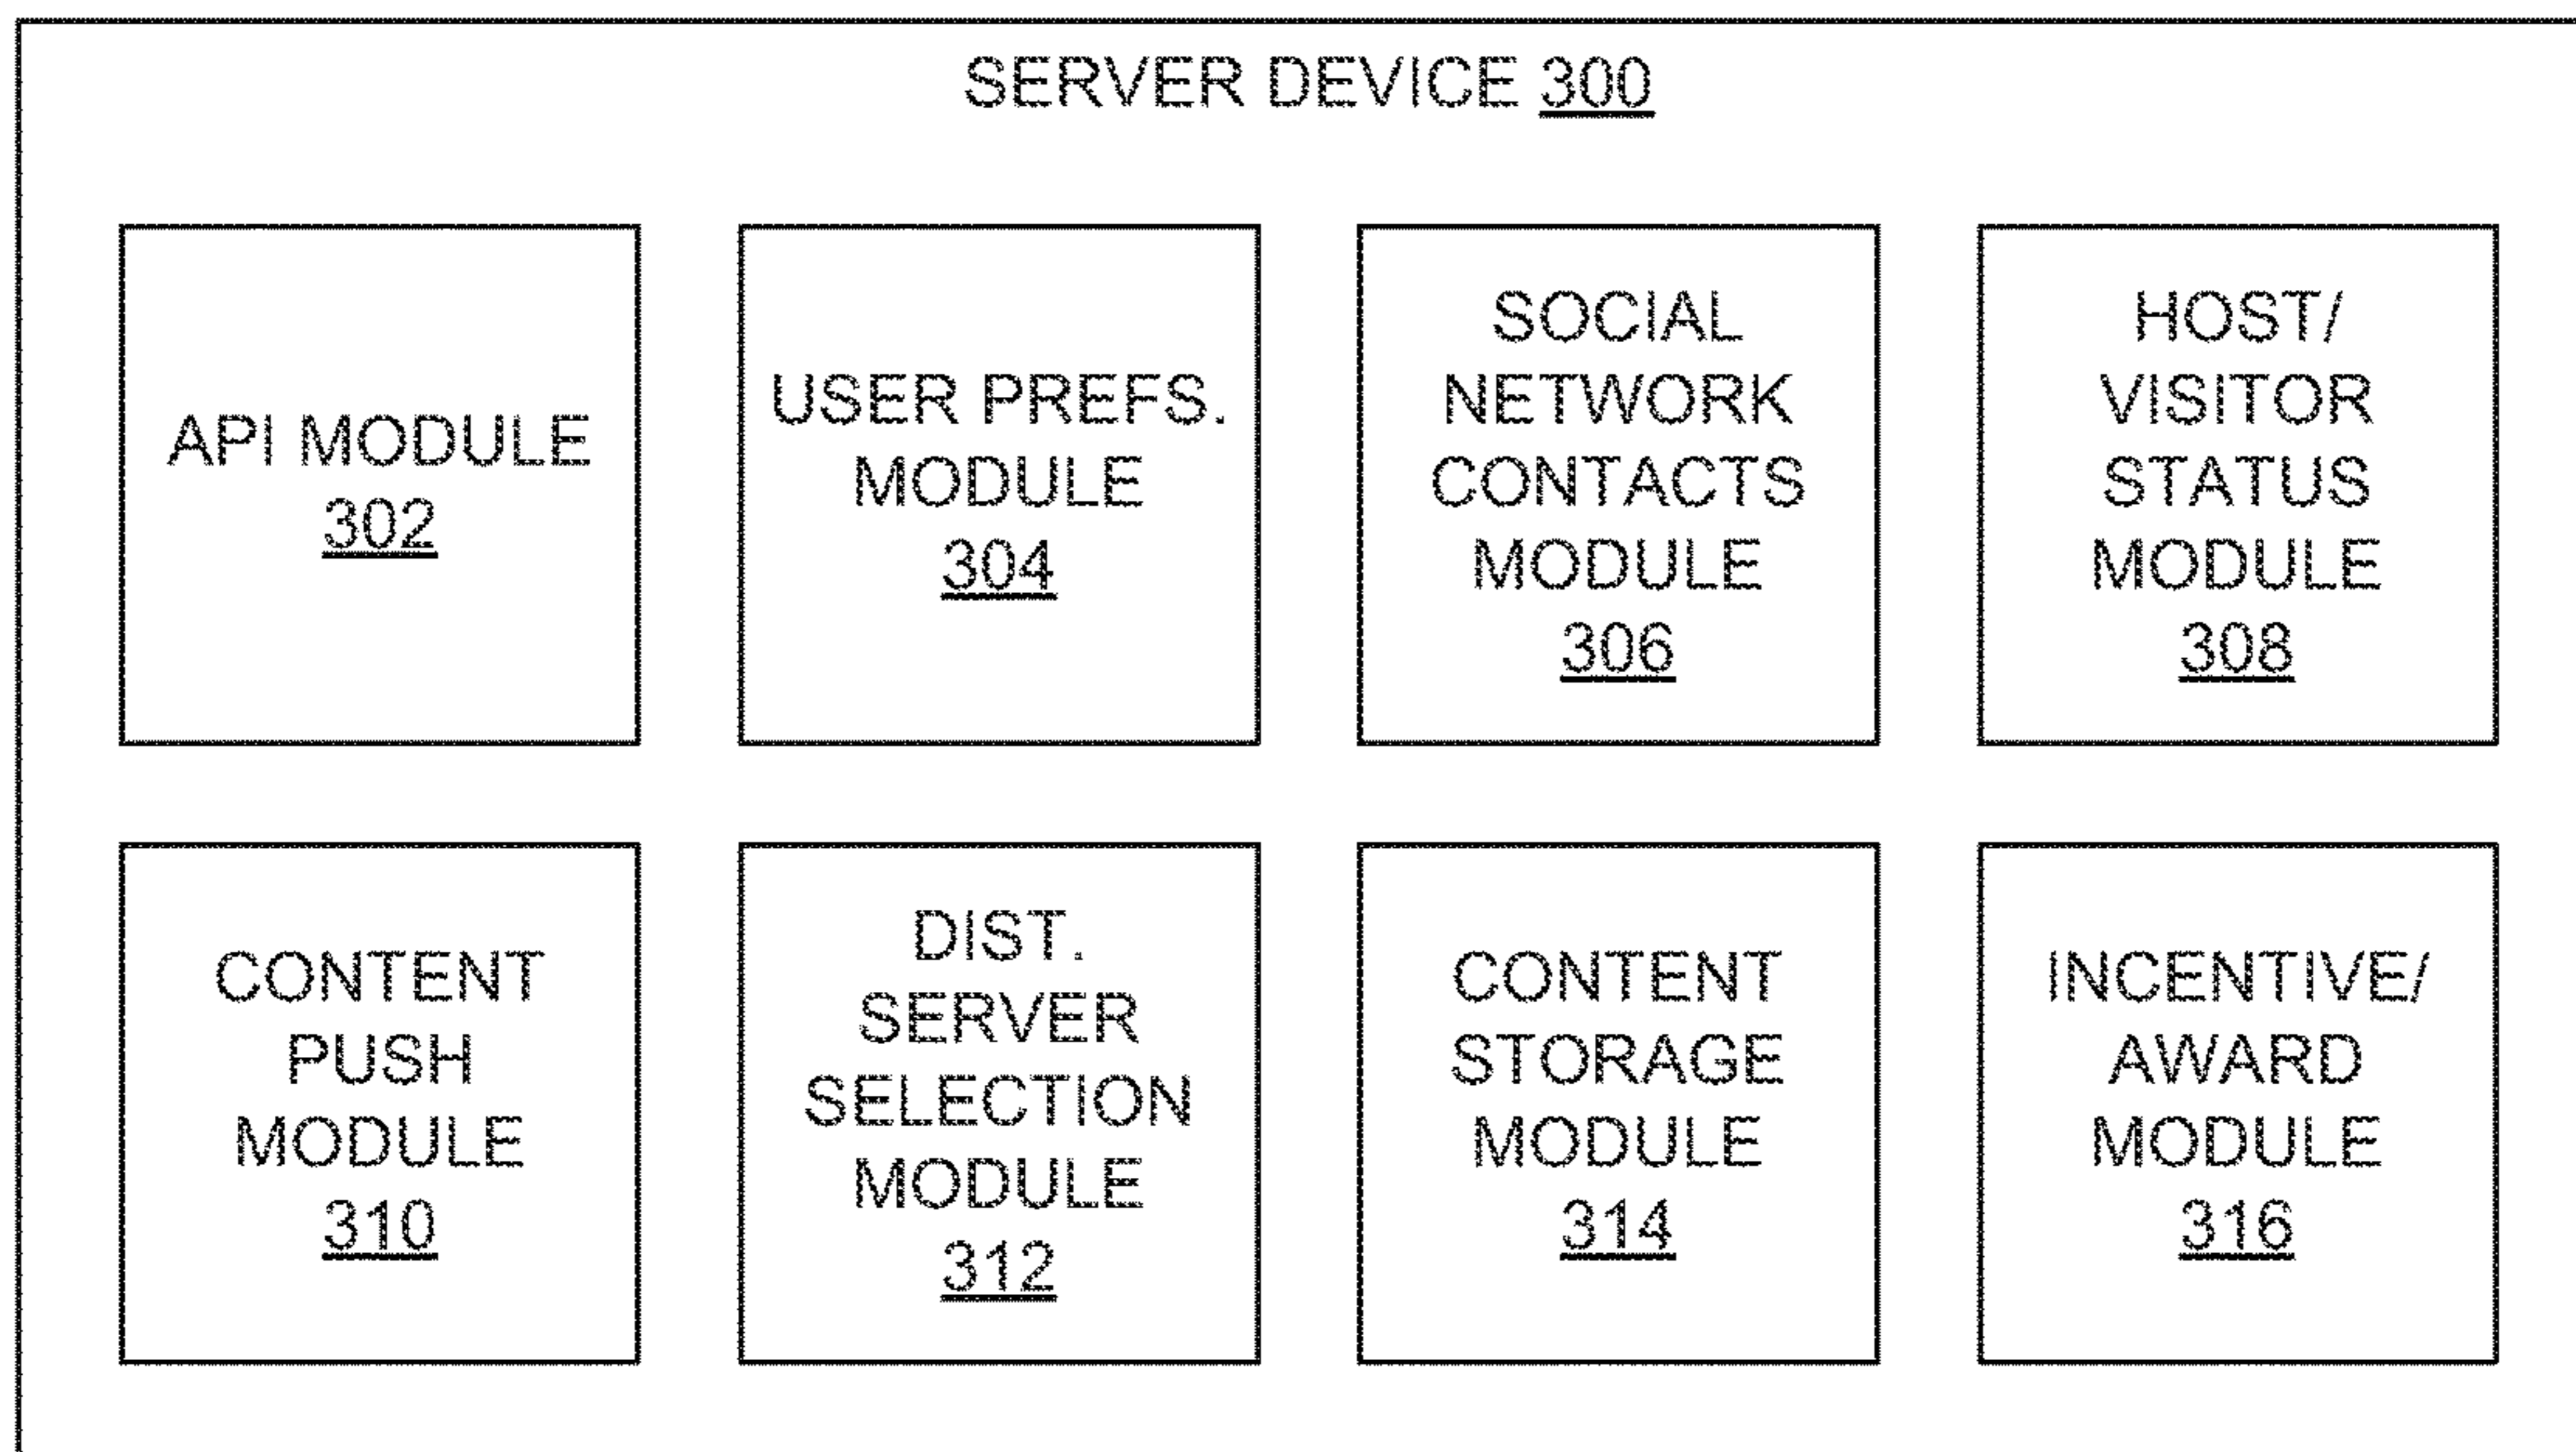 SERVER DEVICE 300
API MODULE
302
USER PREFS.
MODULE
304
SOCIAL
NETWORK
CONTACTS
MODULE
306
HOST/
VISITOR
STATUS
MODULE
308
CONTENT
PUSH
MODULE
310
DIST.
SERVER
SELECTION
MODULE
312
CONTENT
STORAGE
MODULE
314
INCENTIVE/
AWARD
MODULE
316